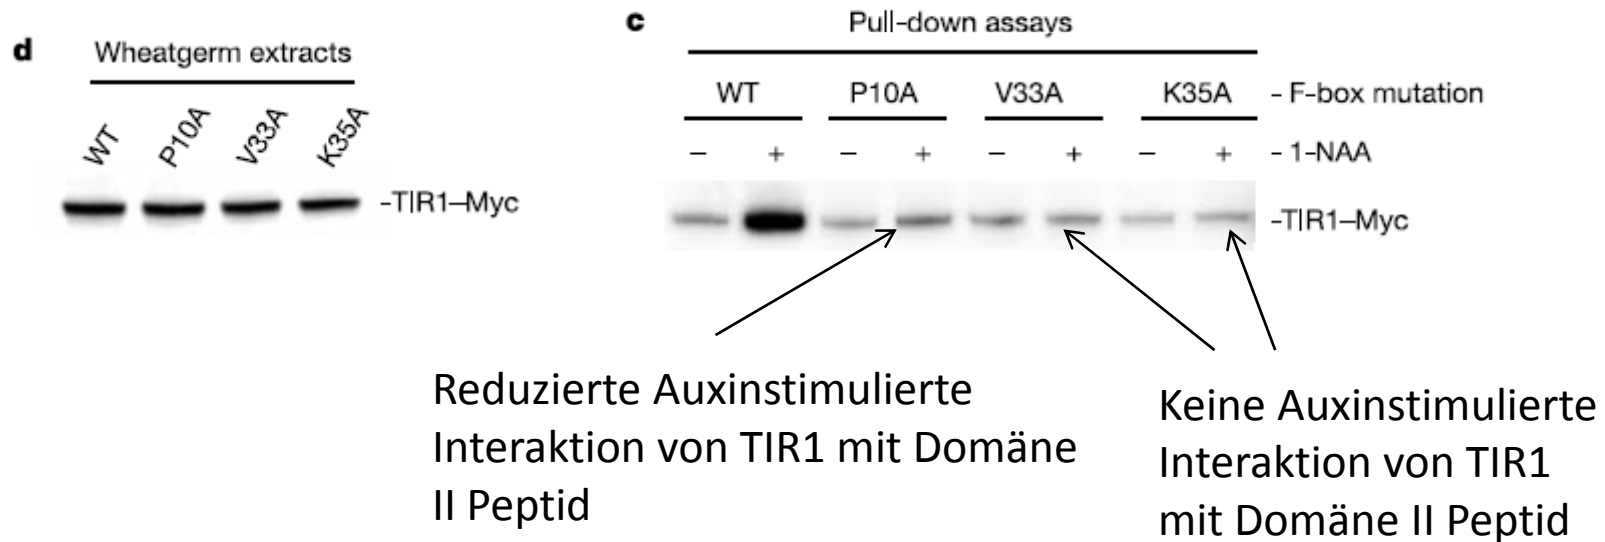 d
Wheatgerm extracts
WT P10A V33A K35A
-TIR1–Myc
c
Pull-down assays
WT P10A V33A K35A - F-box mutation
– + – + – + – + - 1-NAA
-TIR1–Myc
Reduzierte Auxinstimulierte
Interaktion von TIR1 mit Domäne
II Peptid
Keine Auxinstimulierte
Interaktion von TIR1
mit Domäne II Peptid